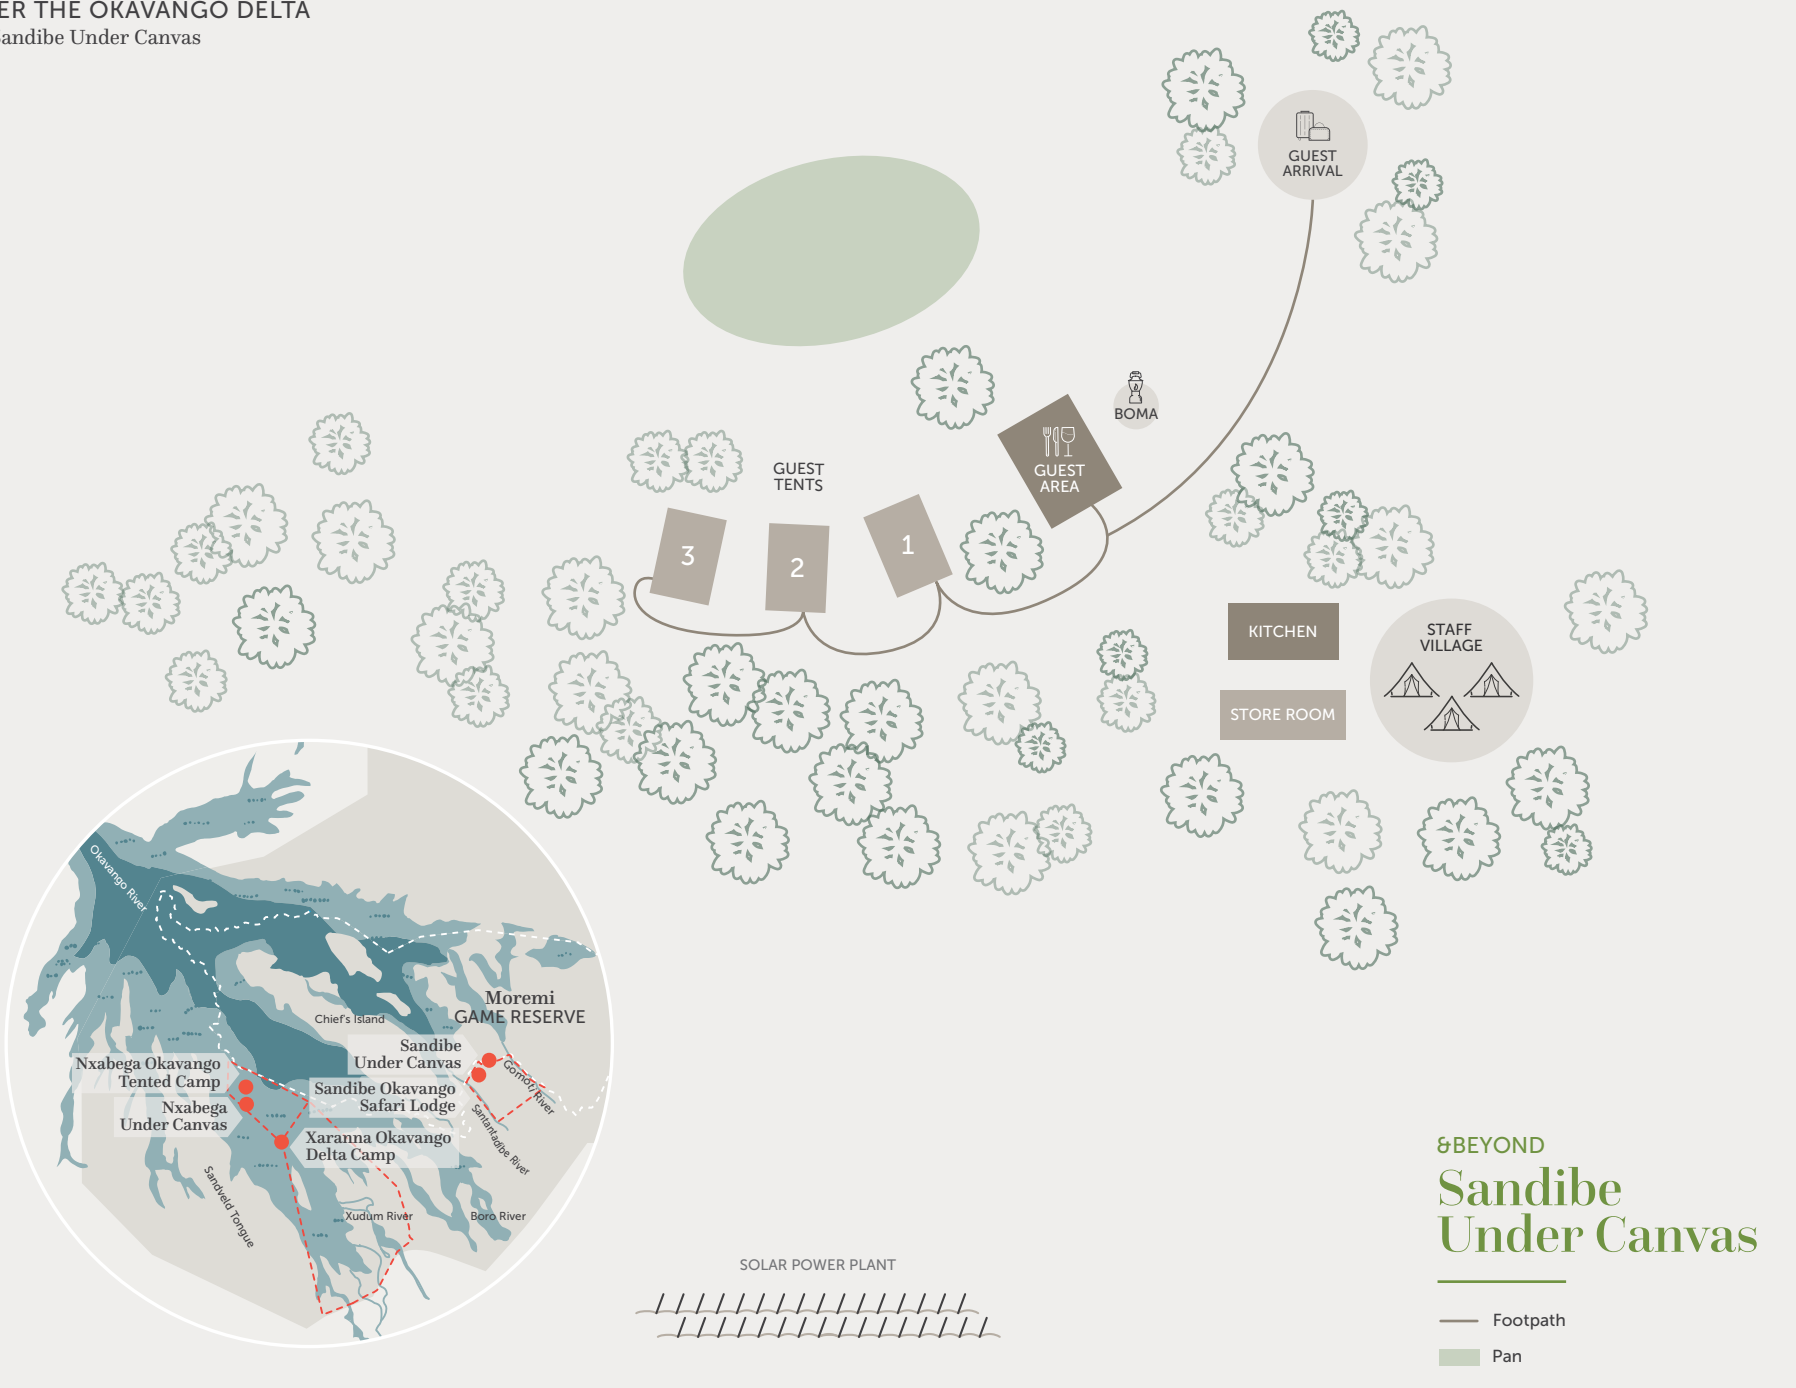 ER THE OKAVANGO DELTA
Sandibe Under Canvas
GUEST
ARRIVAL
BOMA
GUEST
AREA
GUEST
TENTS
3
2
1
KITCHEN
STORE ROOM
STAFF
VILLAGE
Okavango River
Moremi
GAME RESERVE
Chief's Island
Sandibe
Under Canvas
Nxabega Okavango
Tented Camp
Sandibe Okavango
Safari Lodge
Gomoti River
Nxabega
Under Canvas
Santantadibe River
Xaranna Okavango
Delta Camp
Sandveld Tongue
Xudum River
Boro River
SOLAR POWER PLANT
&BEYOND
Sandibe
Under Canvas
Footpath
Pan